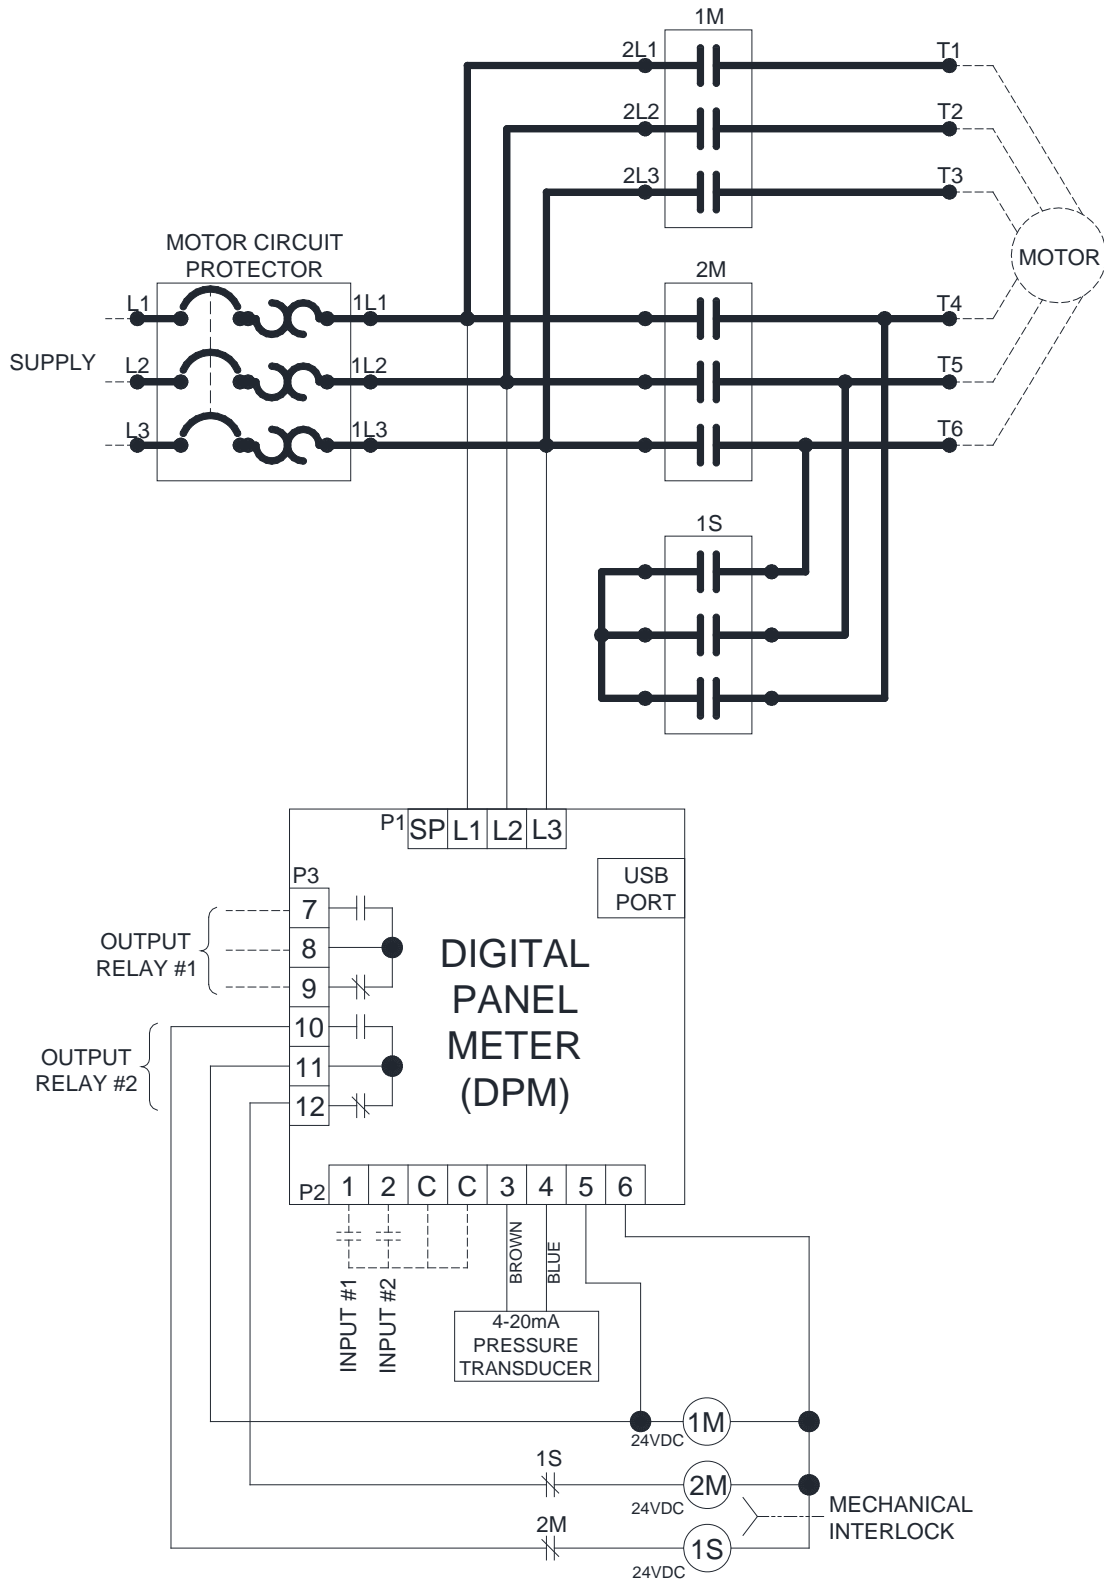 1M
2L1
T1
2L2
T2
2L3
T3
MOTOR CIRCUIT
PROTECTOR
2M
MOTOR
L1
1L1
T4
SUPPLY
L2
1L2
T5
L3
1L3
T6
1S
P1
SP
L1
L2
L3
USB
PORT
P3
7
8
9
10
11
12
OUTPUT
RELAY #1
OUTPUT
RELAY #2
DIGITAL
PANEL
METER
(DPM)
P2
1
2
C
C
3
4
5
6
BROWN
BLUE
INPUT #1
INPUT #2
4-20mA
PRESSURE
TRANSDUCER
1M
24VDC
1S
2M
24VDC
MECHANICAL
INTERLOCK
2M
1S
24VDC